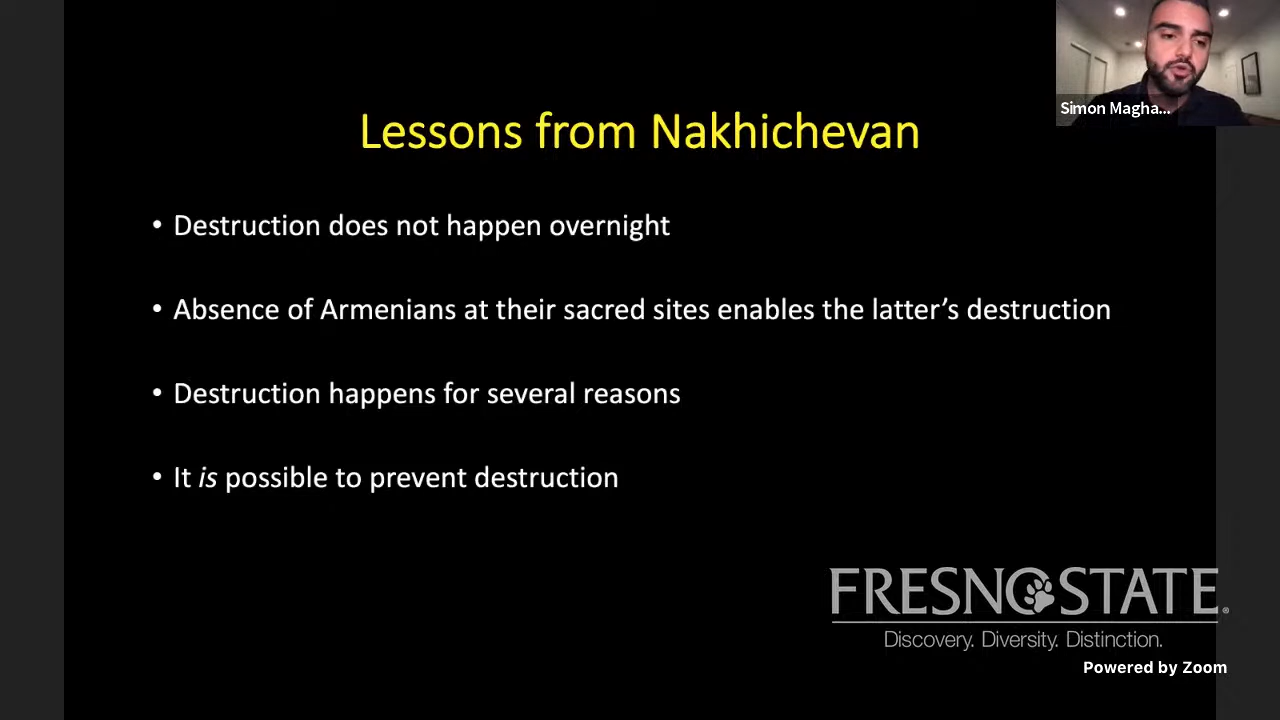 Simon Magha...
Lessons from Nakhichevan
• Destruction does not happen overnight
• Absence of Armenians at their sacred sites enables the latter’s destruction
• Destruction happens for several reasons
• It is possible to prevent destruction
FRESNO STATE®
Discovery. Diversity. Distinction.
Powered by Zoom